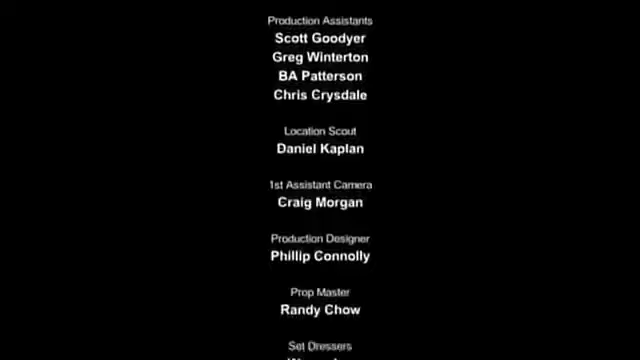 Production Assistants
Scott Goodyer
Greg Winterton
BA Patterson
Chris Crysdale
Location Scout
Daniel Kaplan
1st Assistant Camera
Craig Morgan
Production Designer
Phillip Connolly
Prop Master
Randy Chow
Set Dressers